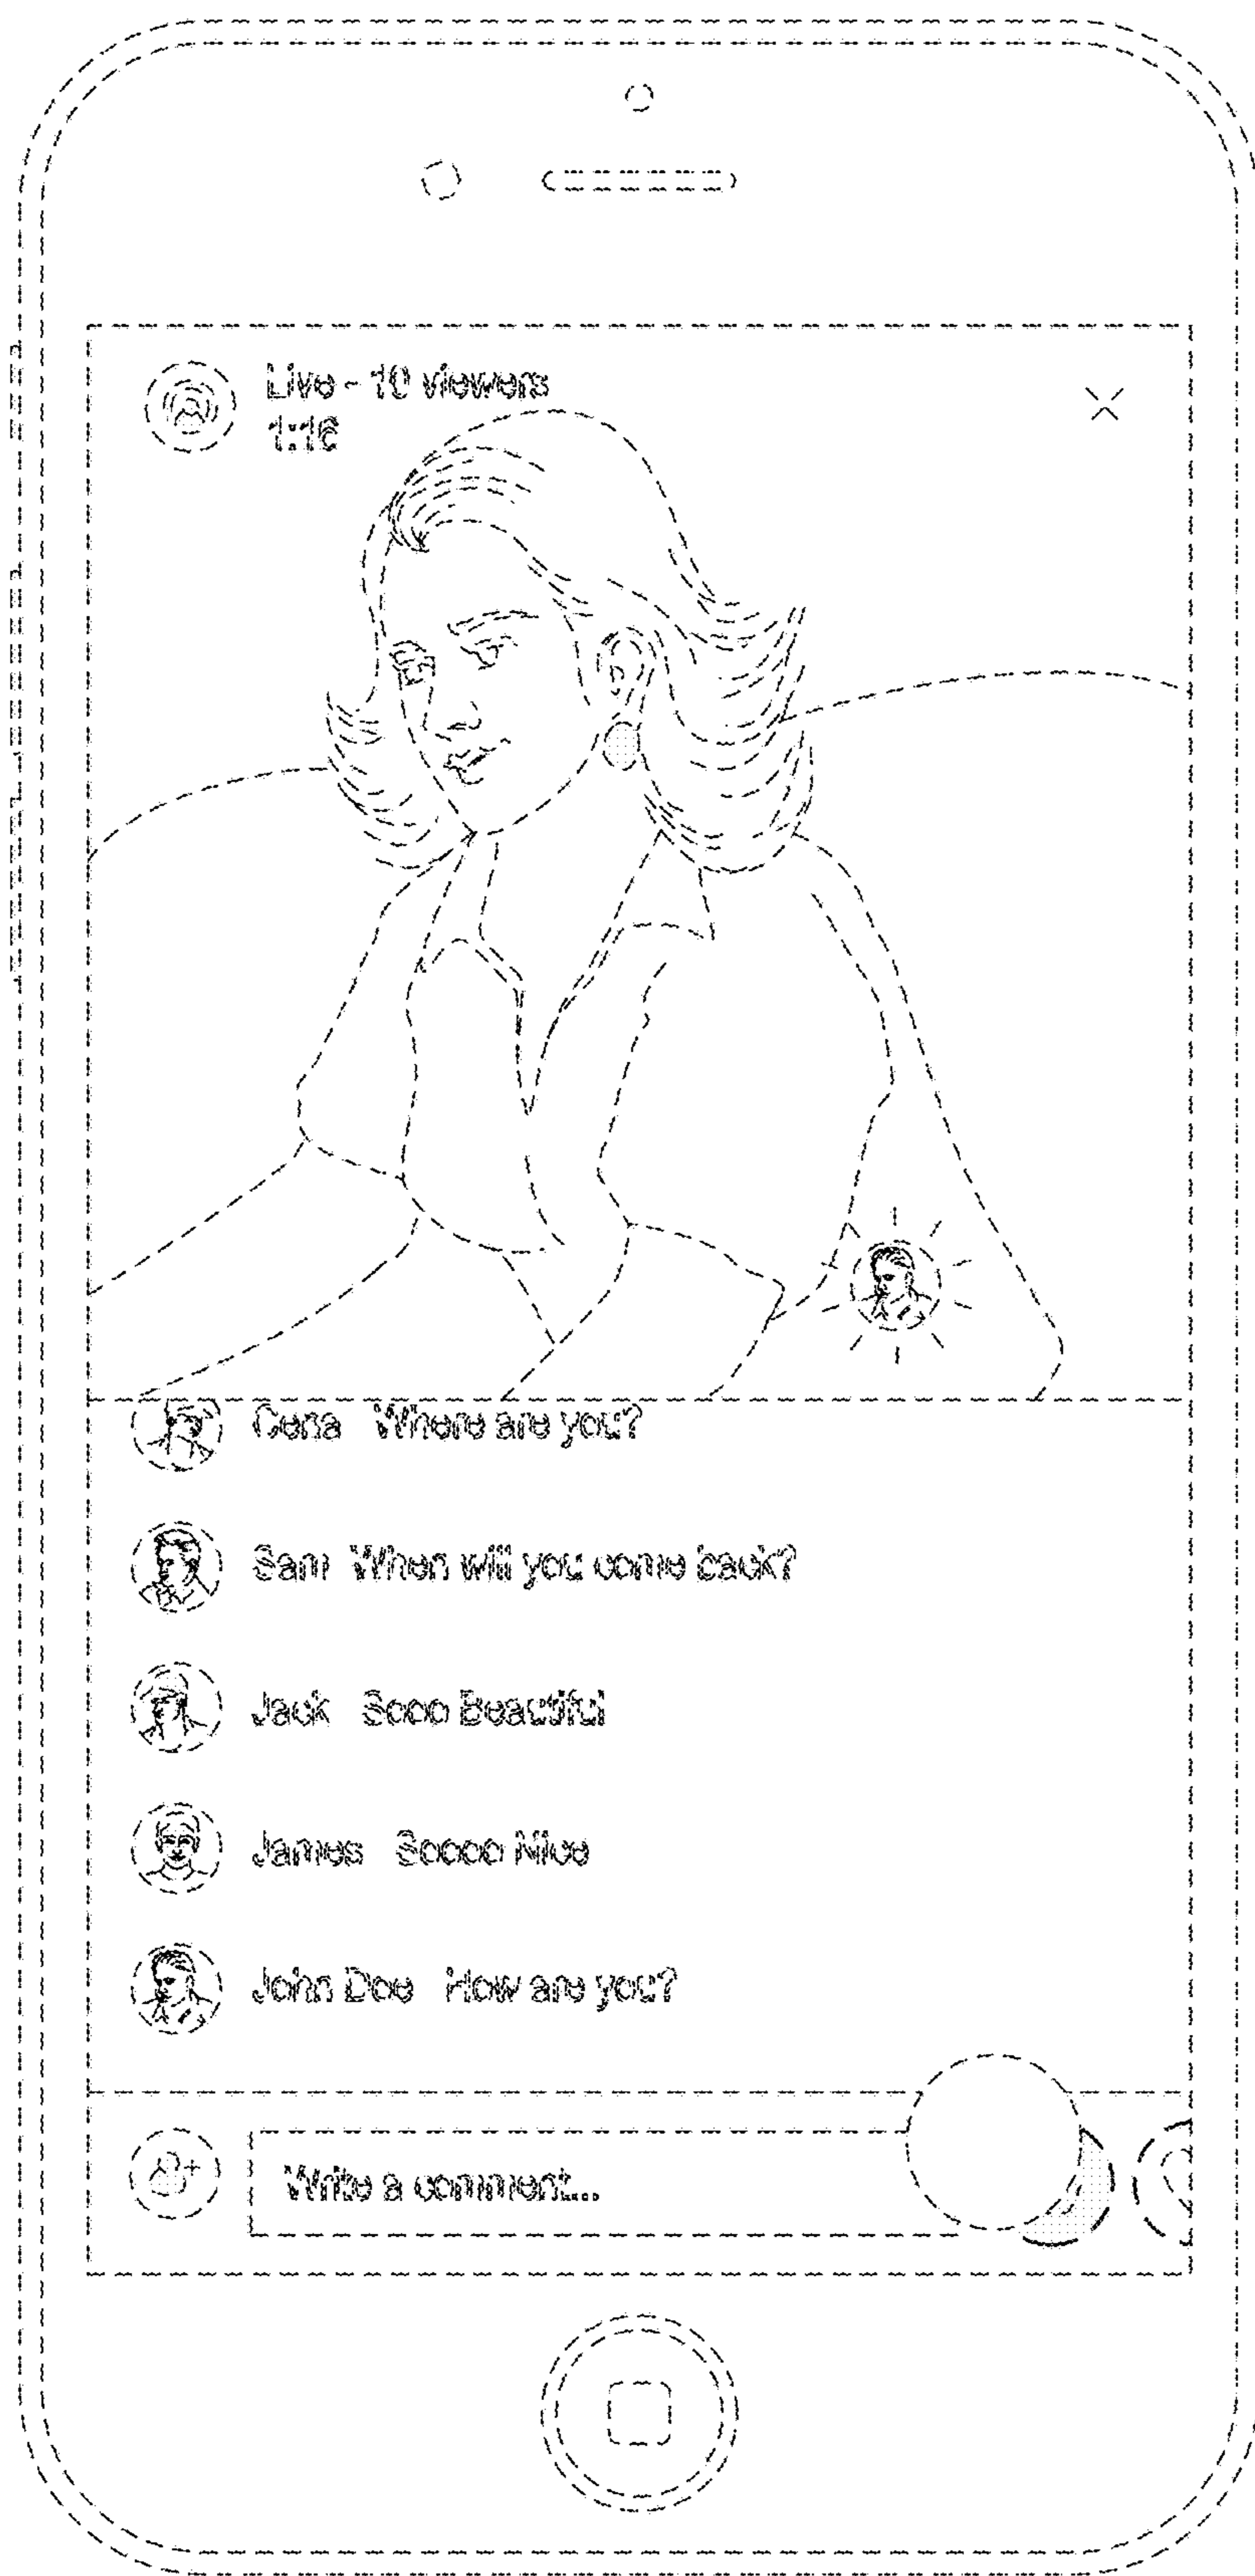 Live - 10 viewers
1:16
Gena Where are you?
Sam When will you come back?
Jack Sooo Beautiful
James Soooo Nice
John Doe How are you?
Write a comment...